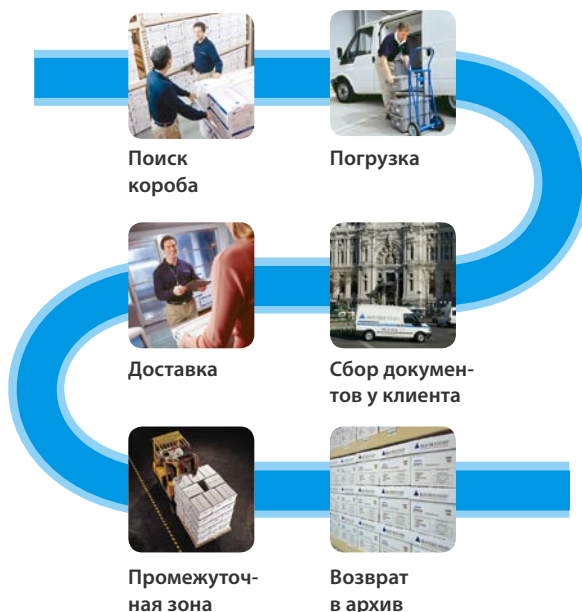 Поиск
короба
Погрузка
Доставка
Сбор докумен-
тов у клиента
Промежуточ-
ная зона
Возврат
в архив